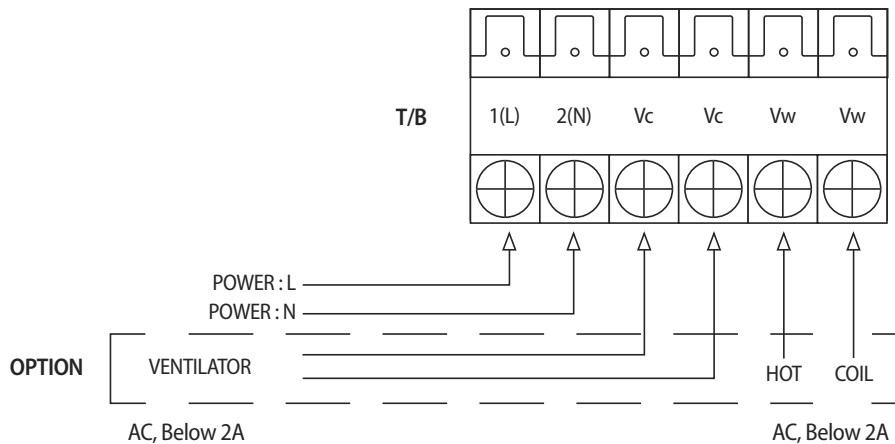 T/B 1(L) 2(N) Vc Vc Vw Vw
POWER : L
POWER : N
OPTION VENTILATOR HOT COIL
AC, Below 2A AC, Below 2A